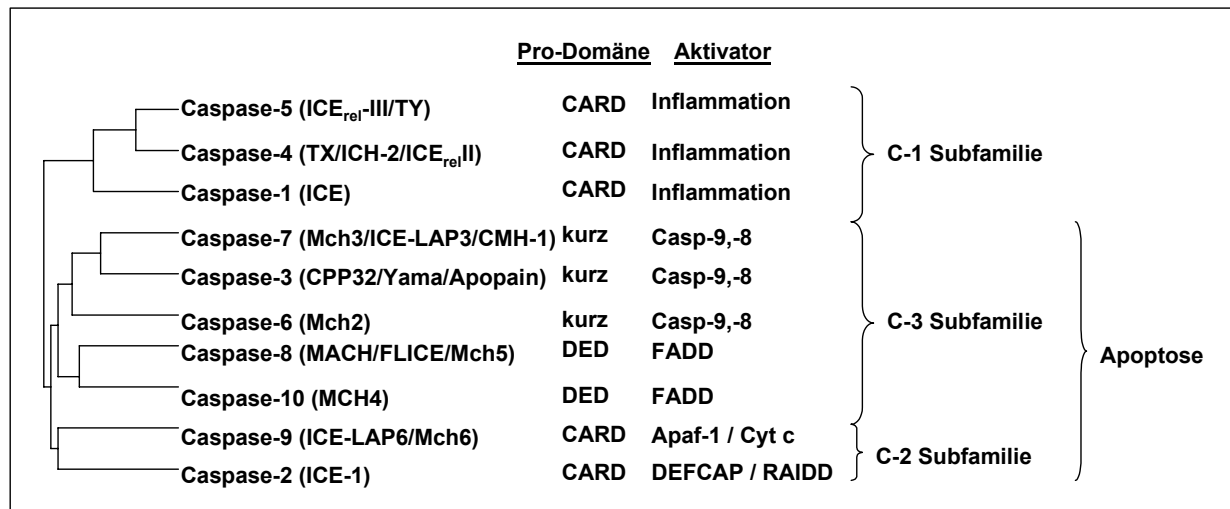 Pro-Domäne Aktivator
Caspase-5 (ICErel-III/TY) CARD Inflammation
Caspase-4 (TX/ICH-2/ICErelII) CARD Inflammation
C-1 Subfamilie
Caspase-1 (ICE) CARD Inflammation
Caspase-7 (Mch3/ICE-LAP3/CMH-1) kurz Casp-9,-8
Caspase-3 (CPP32/Yama/Apopain) kurz Casp-9,-8
Caspase-6 (Mch2) kurz Casp-9,-8
C-3 Subfamilie
Caspase-8 (MACH/FLICE/Mch5) DED FADD
Apoptose
Caspase-10 (MCH4) DED FADD
Caspase-9 (ICE-LAP6/Mch6) CARD Apaf-1 / Cyt c
C-2 Subfamilie
Caspase-2 (ICE-1) CARD DEFCAP / RAIDD